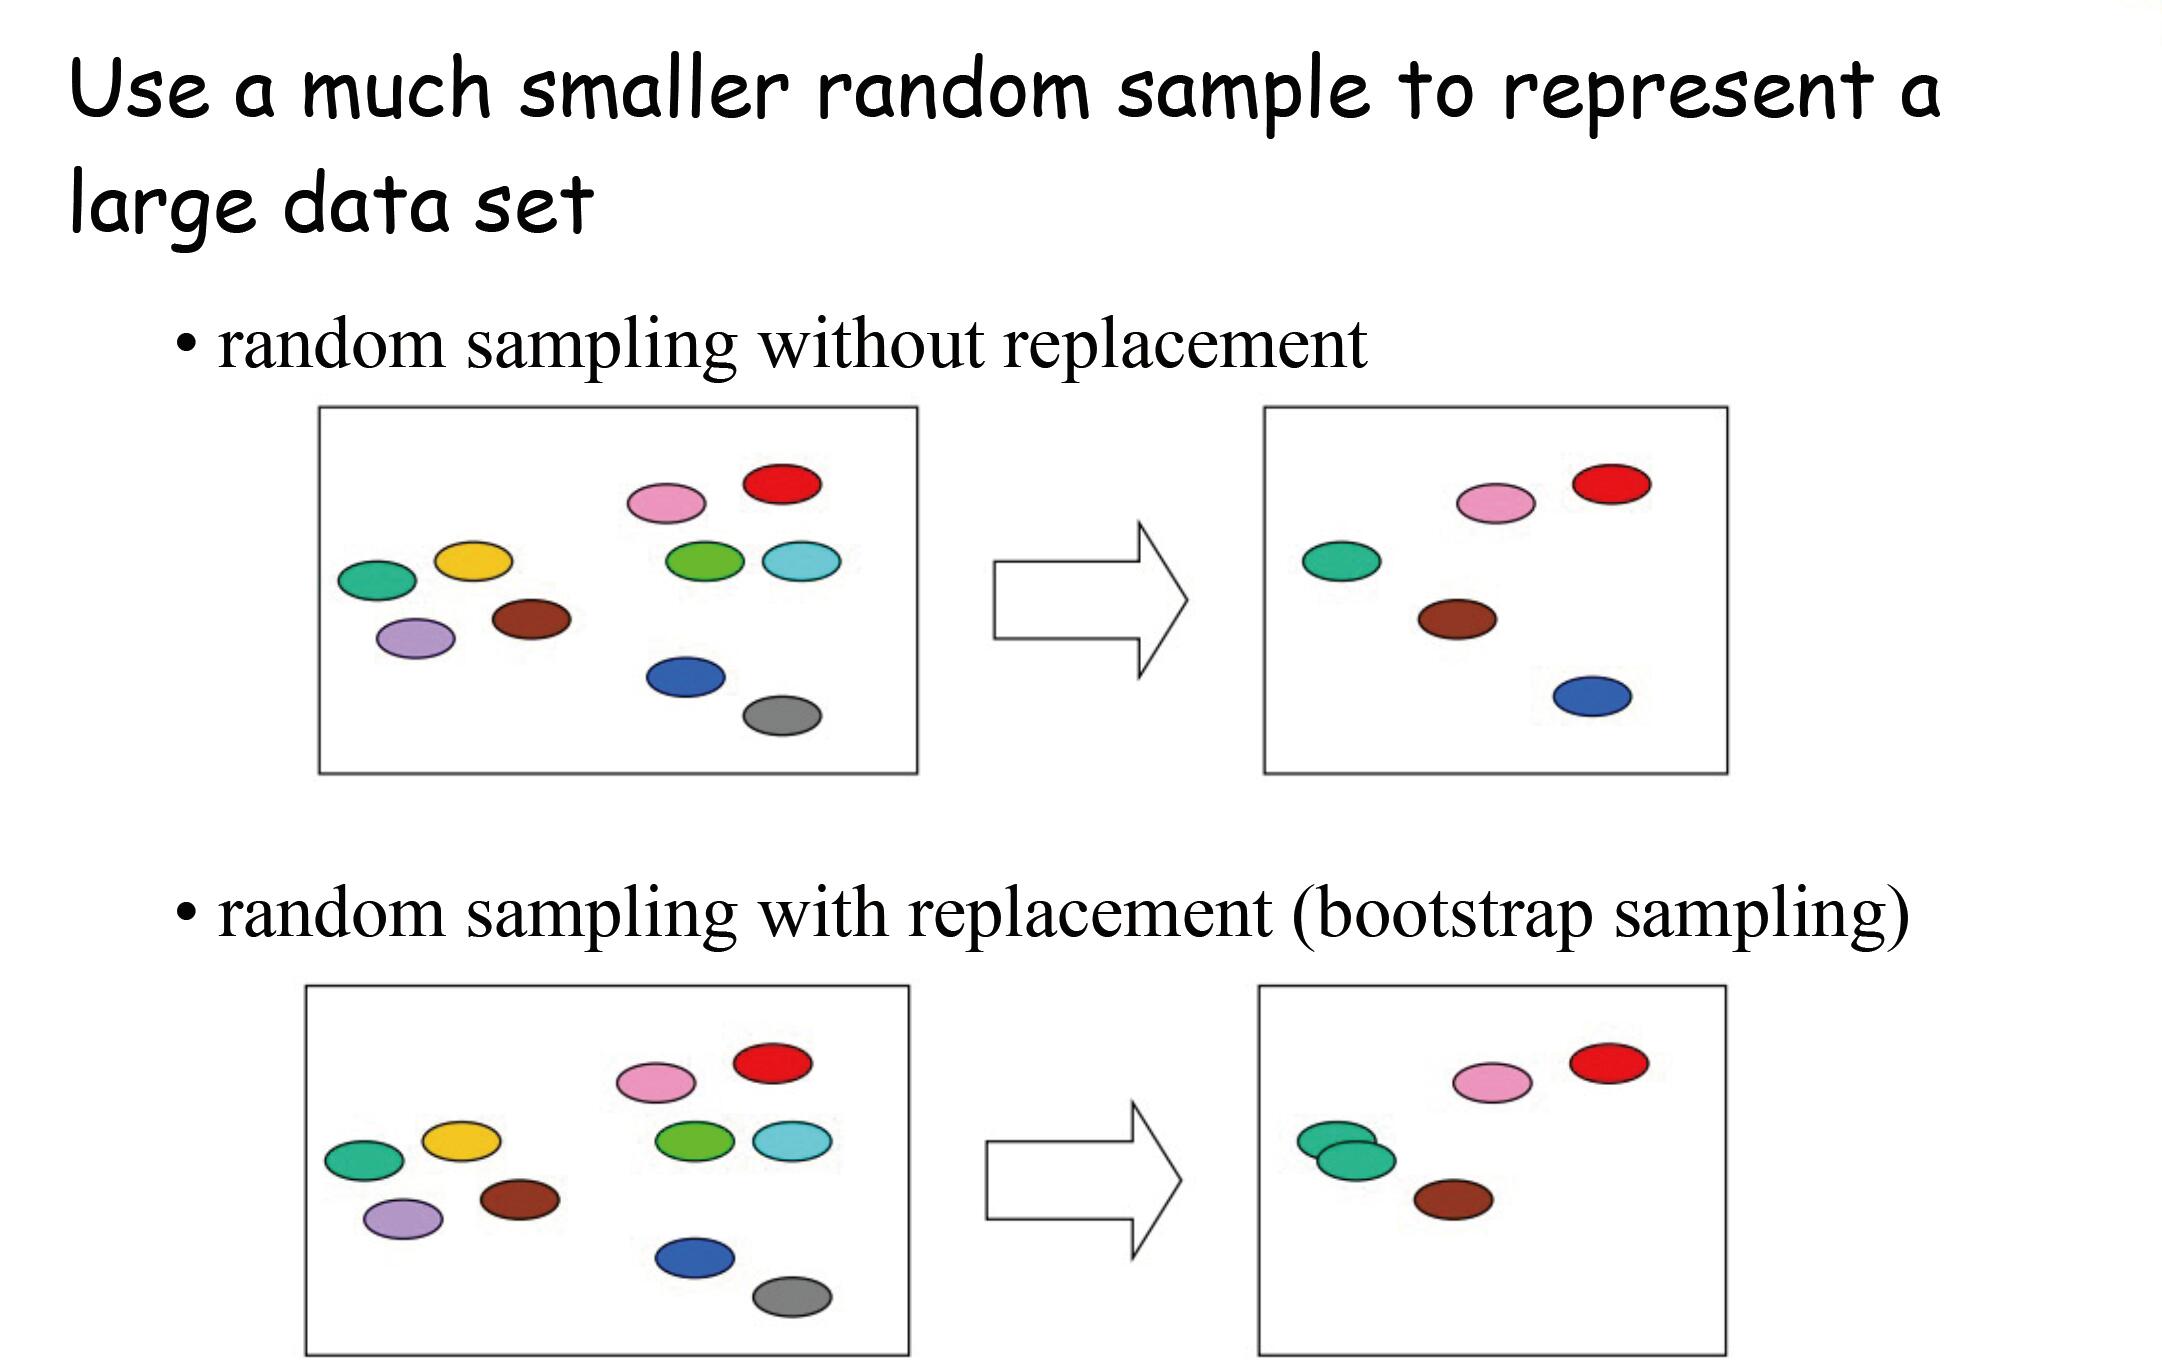 Use a much smaller random sample to represent a
large data set
• random sampling without replacement
• random sampling with replacement (bootstrap sampling)